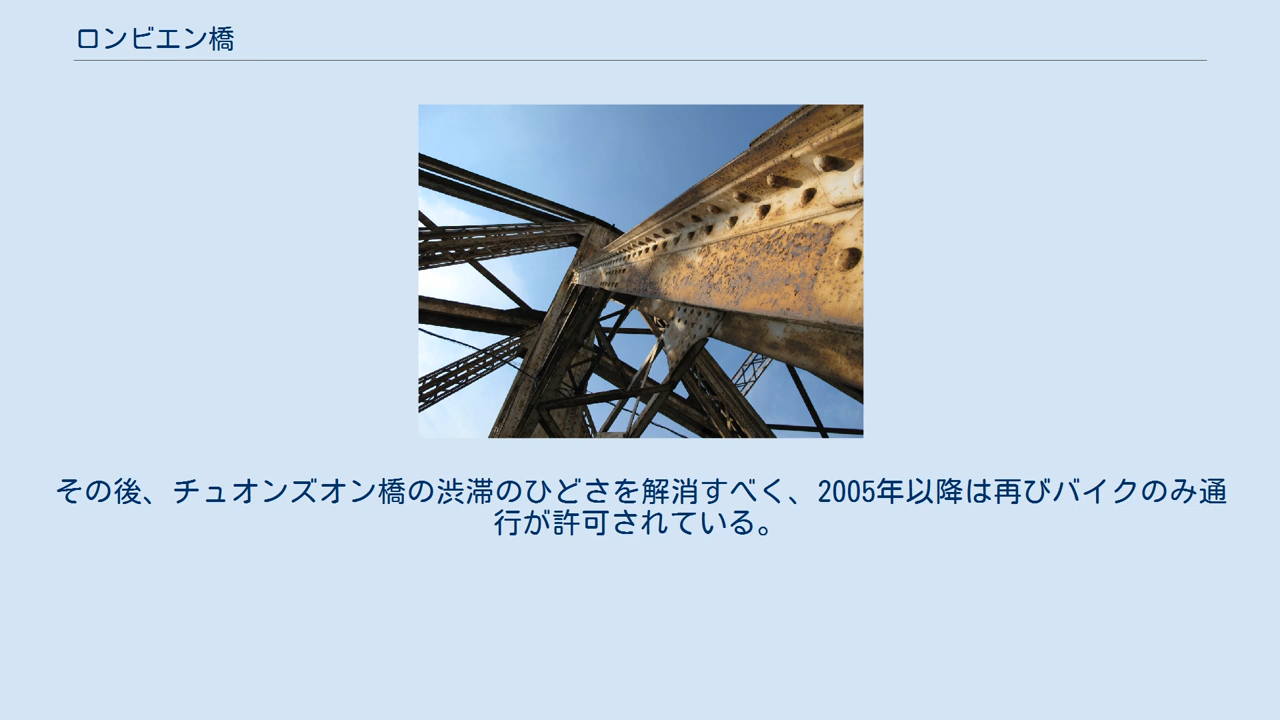 ロンビエン橋
その後、チュオンズオン橋の渋滞のひどさを解消すべく、2005年以降は再びバイクのみ通
行が許可されている。